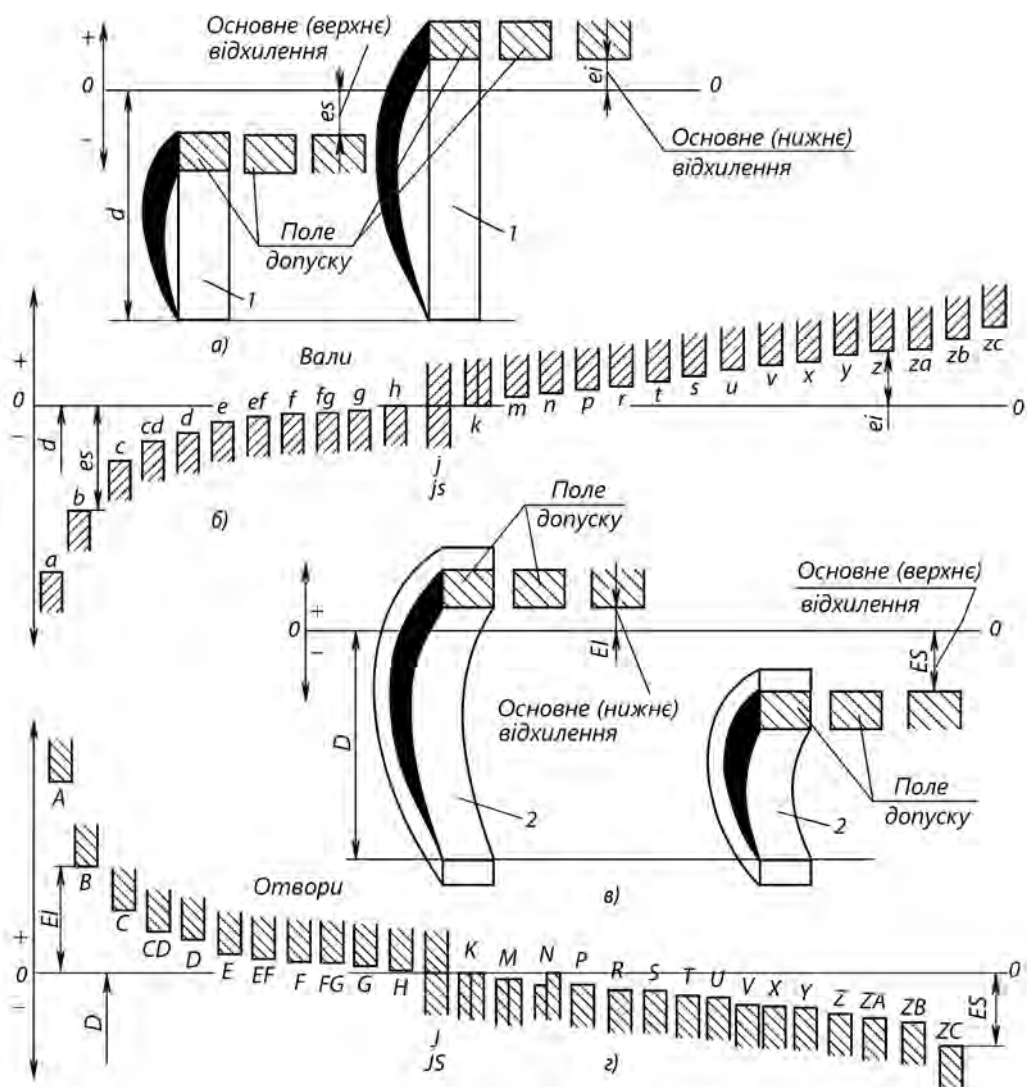 +
Основне (верхнє)
відхилення
0
es
ei
0
–
Основне (нижнє)
відхилення
d
Поле
допуску
1
1
а)
Вали
+
0
–
d
es
a
b
c
cd
d
e
ef
f
fg
g
h
j
js
k
m
n
p
r
t
s
u
v
x
y
z
za
zb
zc
ei
0
б)
Поле
допуску
+
0
–
EI
0
Основне (верхнє)
відхилення
ES
Основне (нижнє)
відхилення
D
2
2
Поле
допуску
в)
Отвори
+
0
–
EI
D
A
B
C
CD
D
E
EF
F
FG
G
H
J
JS
K
M
N
P
R
S
T
U
V
X
Y
Z
ZA
ZB
ZC
ES
0
г)